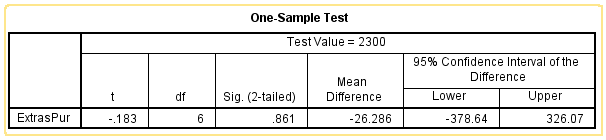 One-Sample Test
Test Value = 2300
95% Confidence Interval of the
Difference
t df Sig. (2-tailed) Mean
Difference Lower Upper
ExtrasPur -.183 6 .861 -26.286 -378.64 326.07